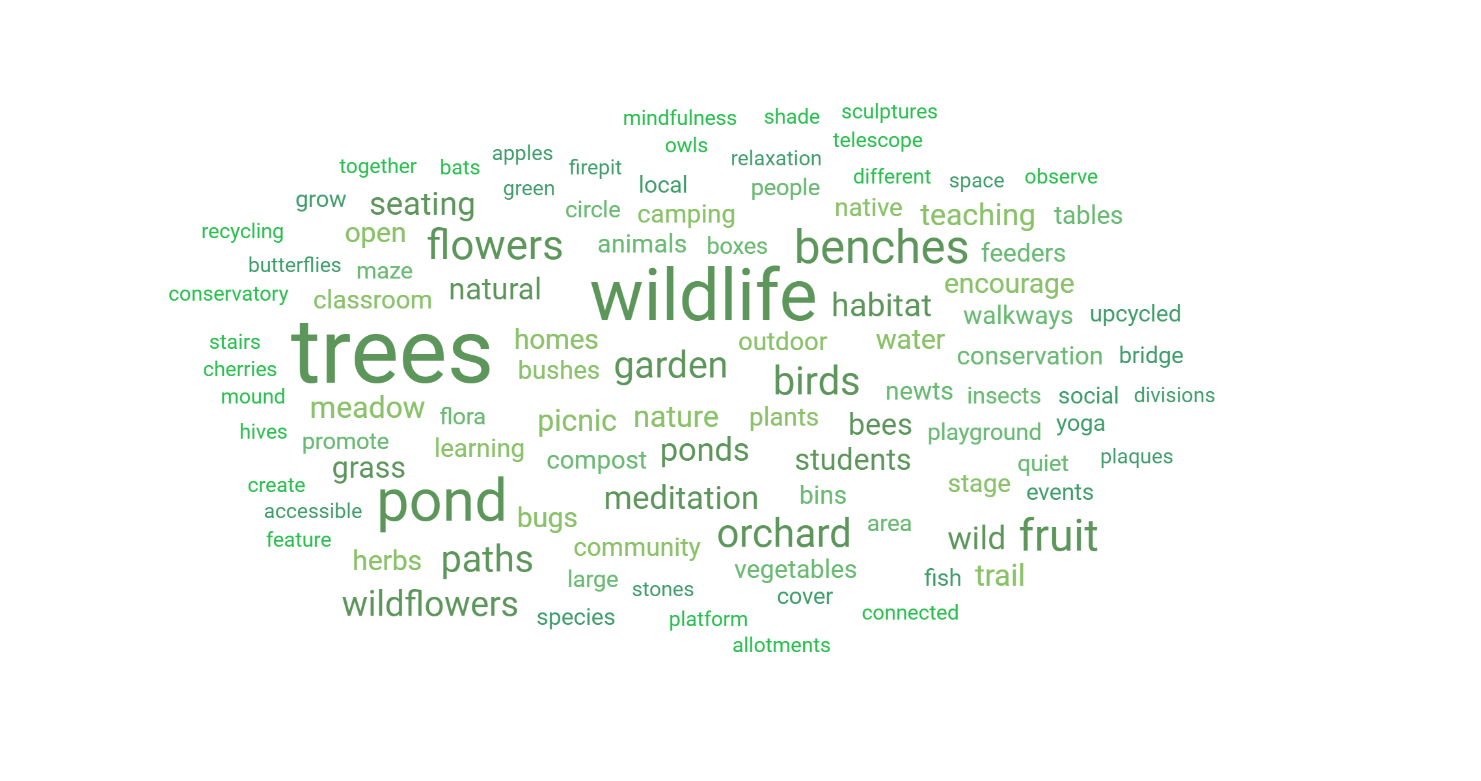 mindfulness shade sculptures
owls telescope
together bats apples firepit relaxation
green local people different space observe
grow seating circle camping native teaching tables
recycling open flowers animals boxes benches feeders
butterflies maze
conservatory classroom natural wildlife habitat encourage
walkways upcycled
stairs trees homes outdoor water conservation bridge
cherries bushes garden birds newts insects social divisions
mound meadow flora picnic nature plants bees playground yoga
hives promote learning compost ponds students quiet plaques
grass
create pond meditation bins stage events
accessible bugs orchard area wild fruit
feature
herbs paths community vegetables fish trail
large stones cover
wildflowers species platform connected
allotments